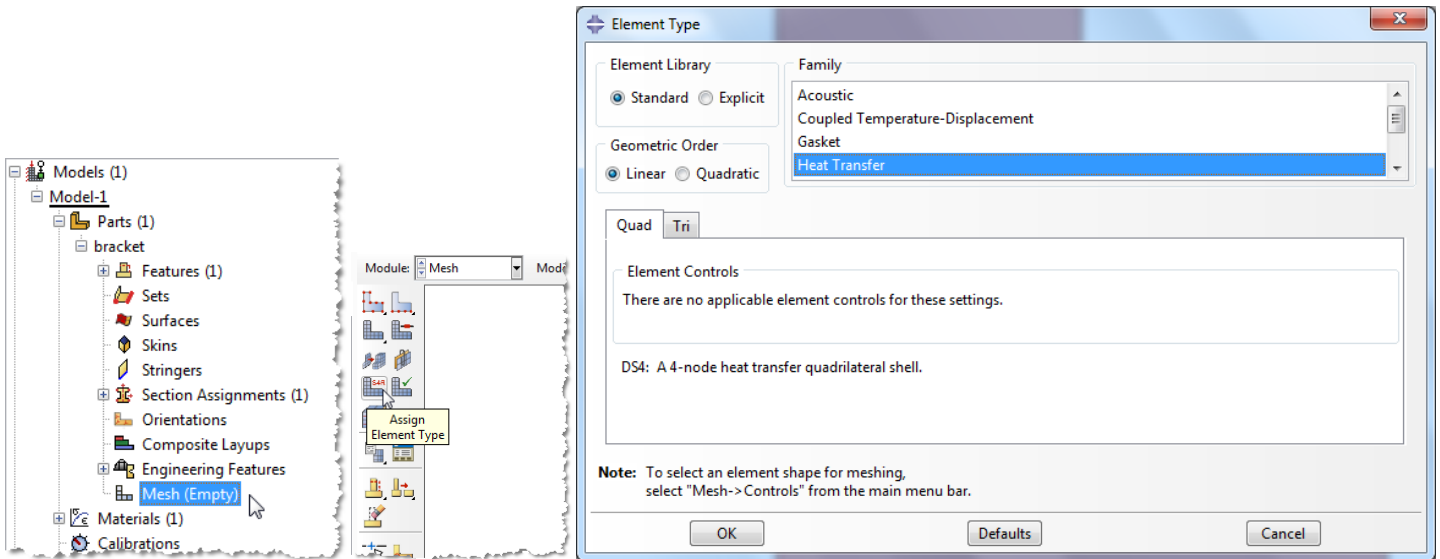 Models (1)
Model-1
Parts (1)
bracket
Features (1)
Sets
Surfaces
Skins
Stringers
Section Assignments (1)
Orientations
Composite Layups
Engineering Features
Mesh (Empty)
Materials (1)
Calibrations
Module: Mesh
S4R
Assign
Element Type
Element Type
Element Library
Standard Explicit
Geometric Order
Linear Quadratic
Family
Acoustic
Coupled Temperature-Displacement
Gasket
Heat Transfer
Quad Tri
Element Controls
There are no applicable element controls for these settings.
DS4: A 4-node heat transfer quadrilateral shell.
Note: To select an element shape for meshing,
select "Mesh->Controls" from the main menu bar.
OK Defaults Cancel